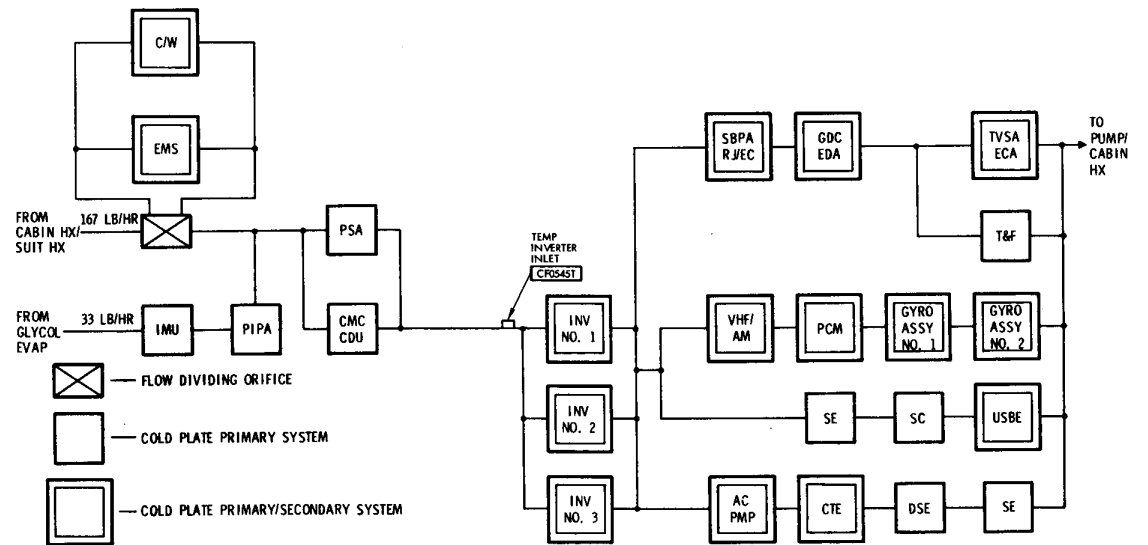 C/W
EMS
FROM
CABIN HX/
SUIT HX
167 LB/HR
PSA
FROM
GLYCOL
EVAP
33 LB/HR
IMU
PIPA
CMC
CDU
TEMP
INVERTER
INLET
CF0545T
INV
NO. 1
INV
NO. 2
INV
NO. 3
SBPA
RJ/EC
GDC
EDA
TVSA
ECA
TO
PUMP/
CABIN
HX
T&F
VHF/
AM
PCM
GYRO
ASSY
NO. 1
GYRO
ASSY
NO. 2
SE
SC
USBE
AC
PMP
CTE
DSE
SE
FLOW DIVIDING ORIFICE
COLD PLATE PRIMARY SYSTEM
COLD PLATE PRIMARY/SECONDARY SYSTEM